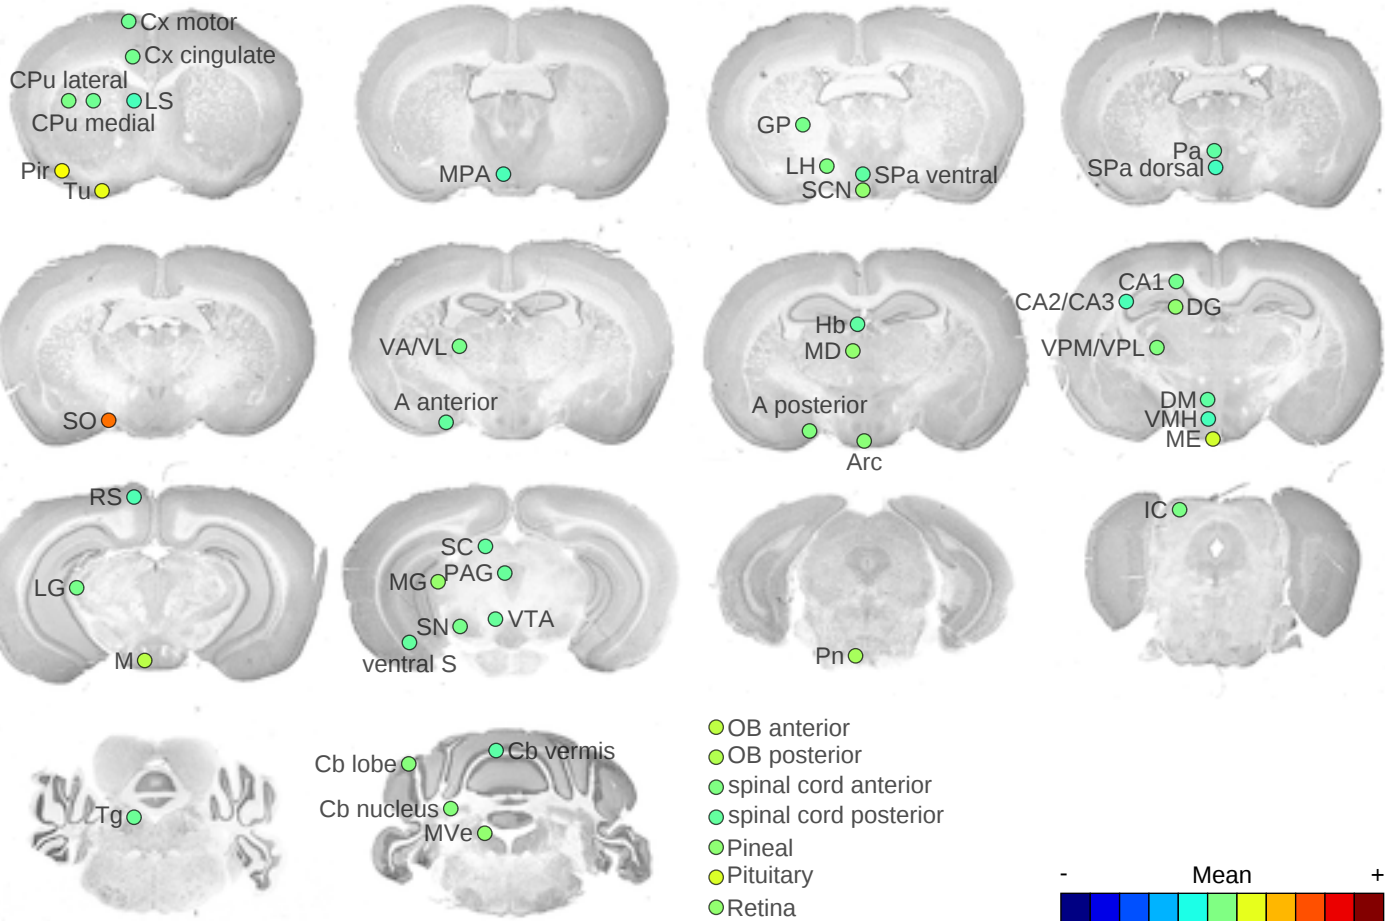 Cx motor
Cx cingulate
CPu lateral
LS
CPu medial
Pir
Tu
MPA
GP
LH
SPa ventral
SCN
Pa
SPa dorsal
SO
VA/VL
A anterior
Hb
MD
A posterior
Arc
CA1
CA2/CA3
DG
VPM/VPL
DM
VMH
ME
RS
LG
M
SC
PAG
MG
VTA
SN
ventral S
Pn
IC
Tg
Cb vermis
Cb lobe
Cb nucleus
MVe
OB anterior
OB posterior
spinal cord anterior
spinal cord posterior
Pineal
Pituitary
Retina
- Mean +